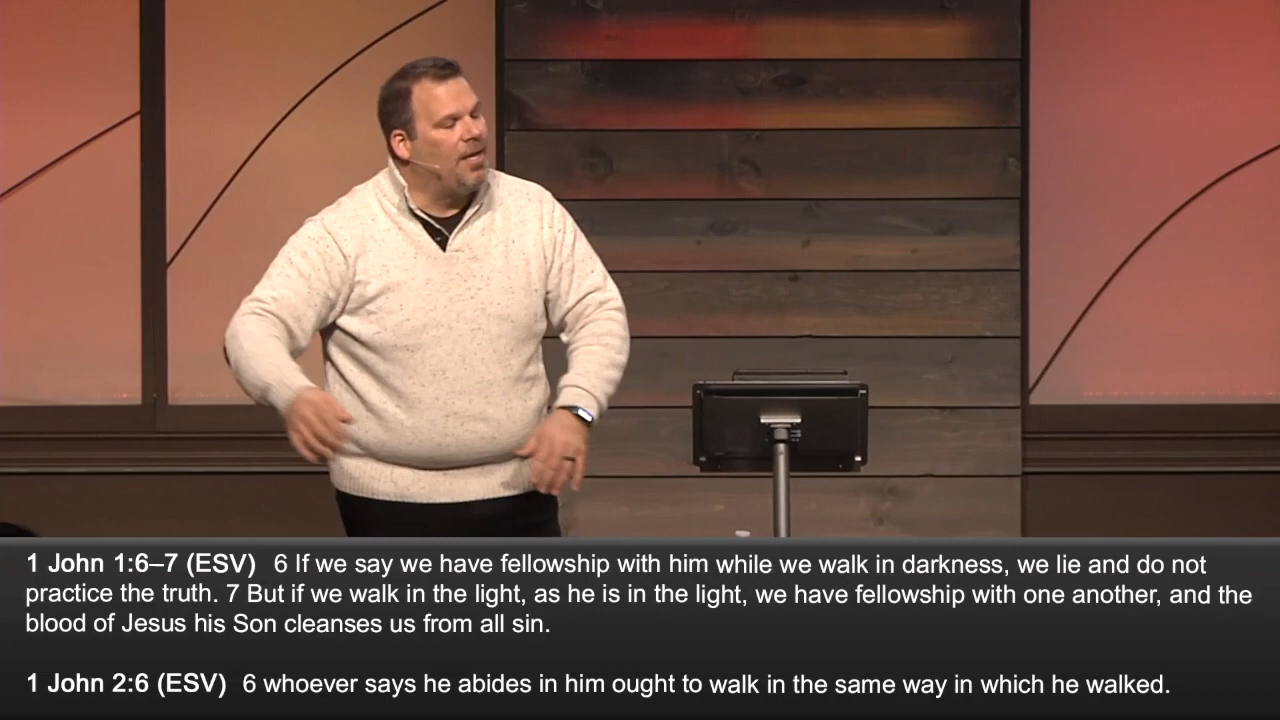 1 John 1:6–7 (ESV) 6 If we say we have fellowship with him while we walk in darkness, we lie and do not
practice the truth. 7 But if we walk in the light, as he is in the light, we have fellowship with one another, and the
blood of Jesus his Son cleanses us from all sin.
1 John 2:6 (ESV) 6 whoever says he abides in him ought to walk in the same way in which he walked.